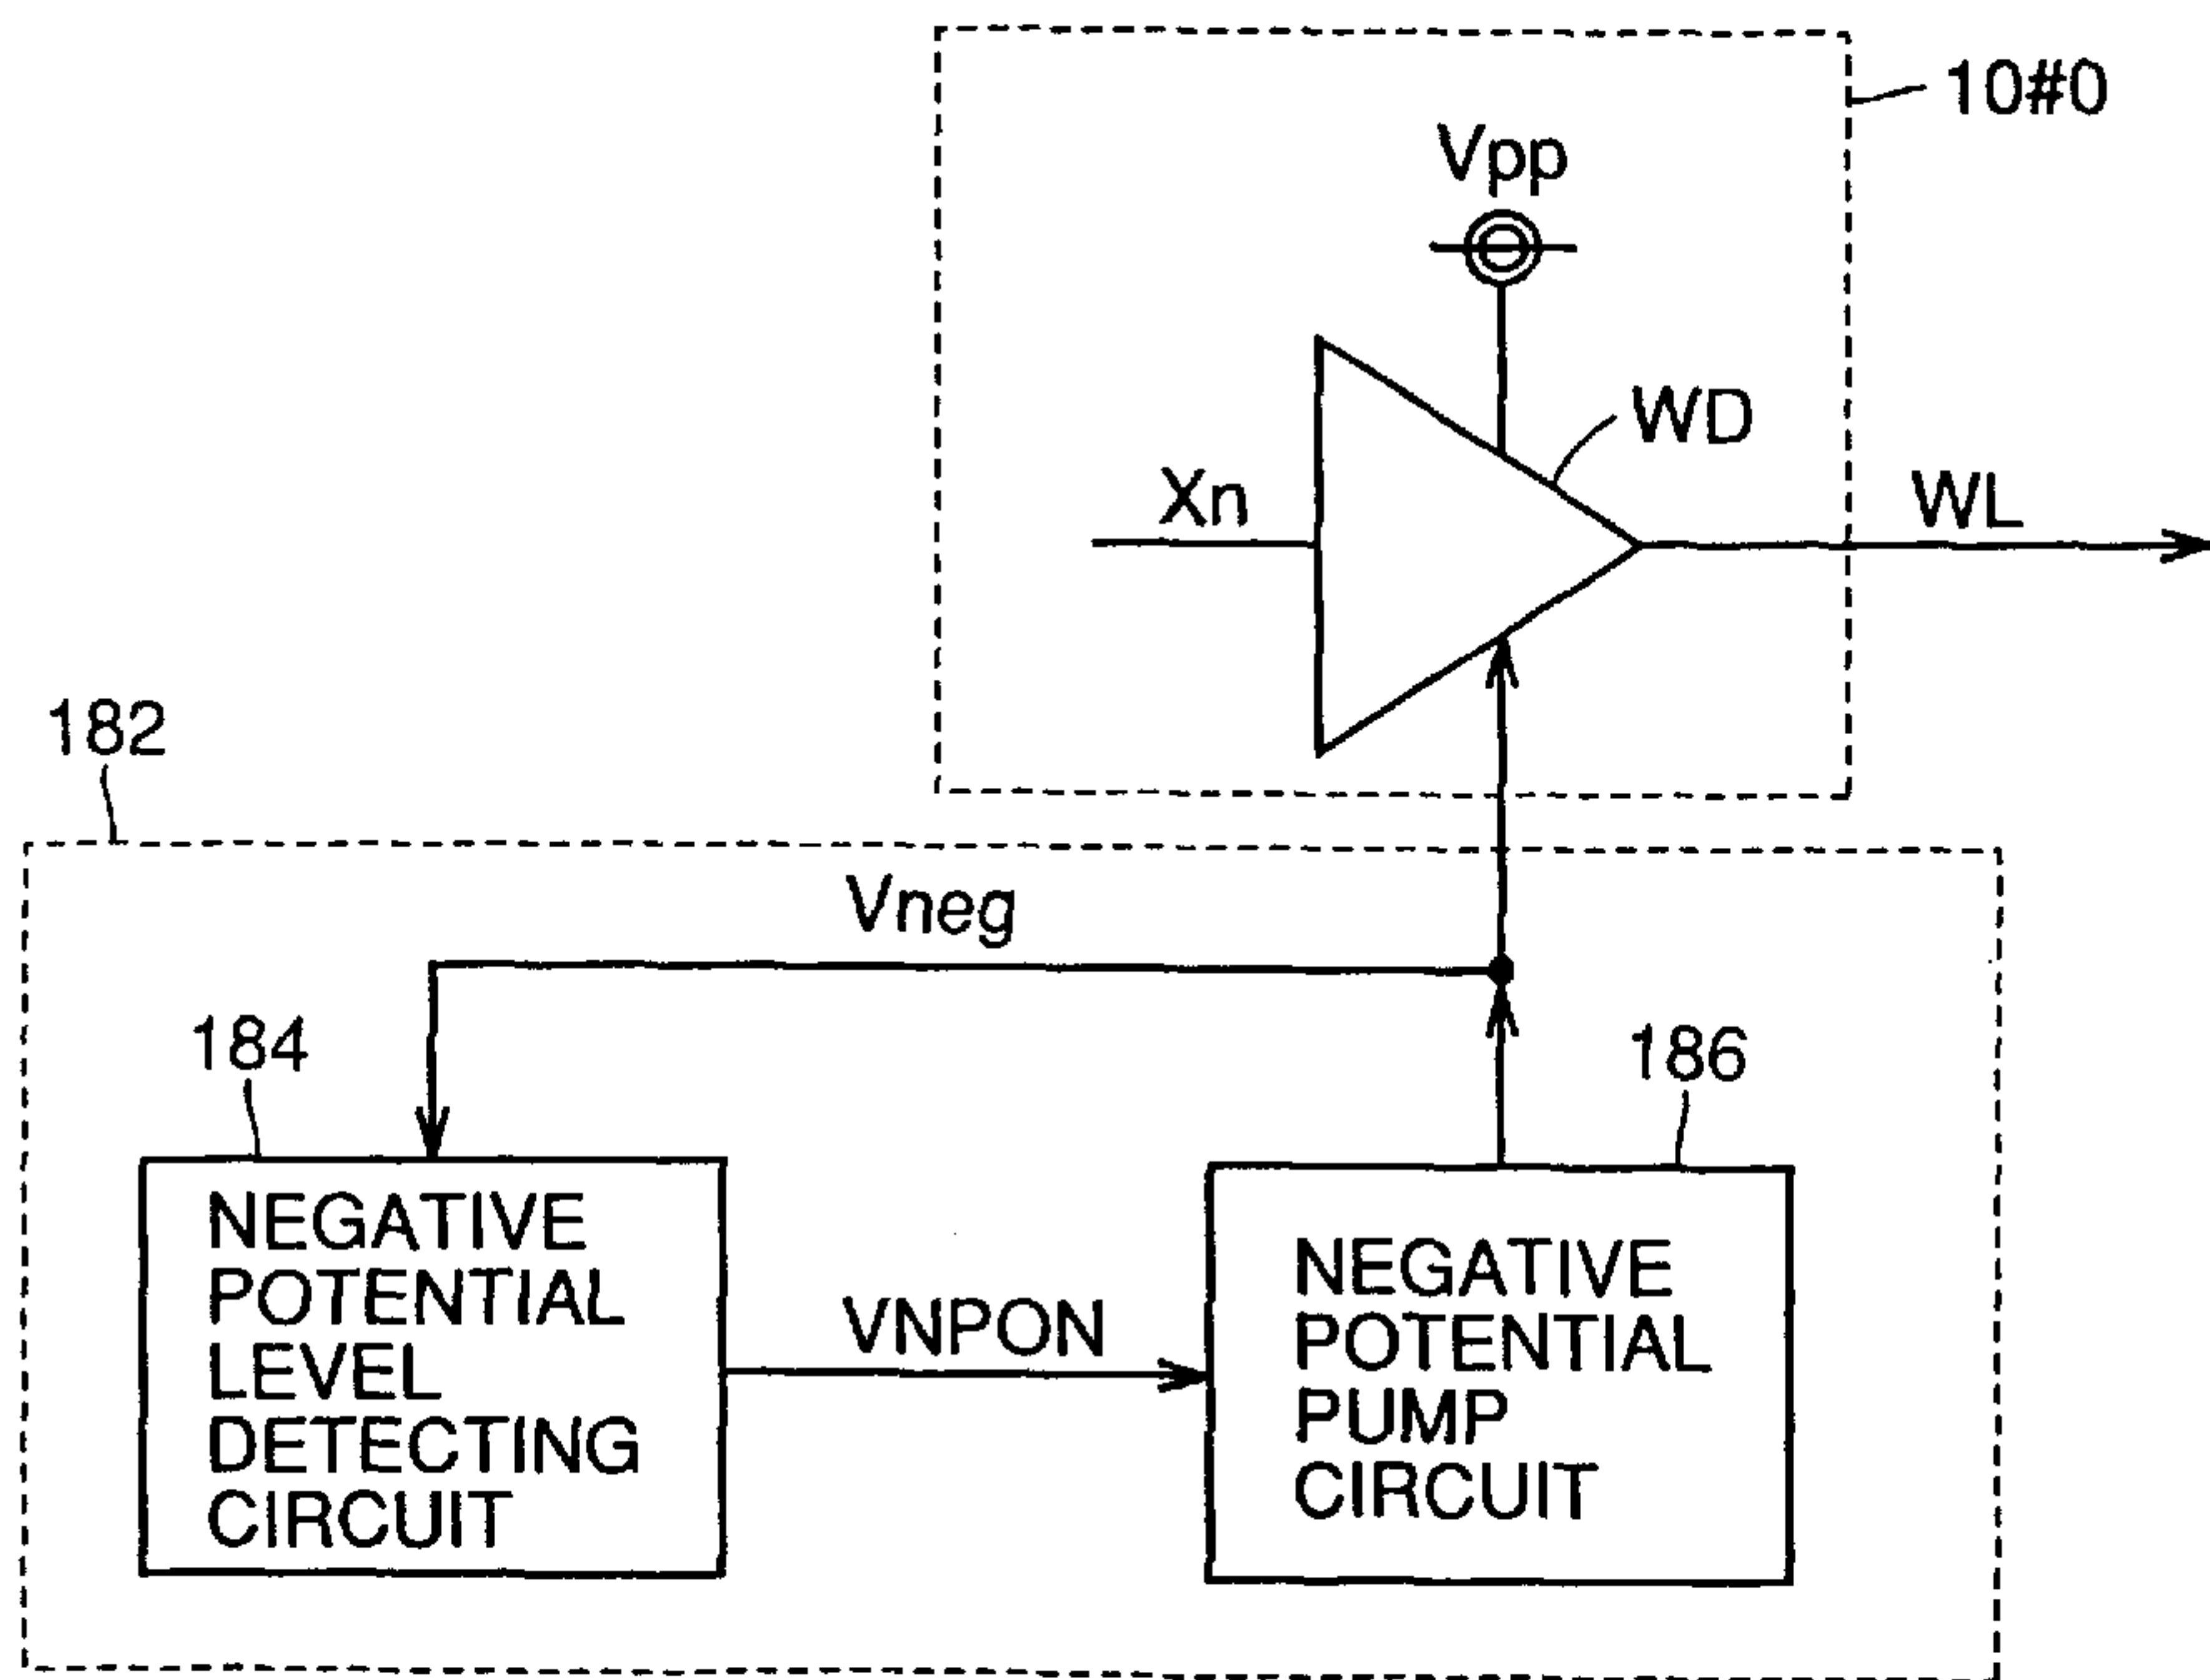 10#0
Vpp
WD
Xn
WL
182
Vneg
184
186
NEGATIVE
POTENTIAL
LEVEL
DETECTING
CIRCUIT
VNPON
NEGATIVE
POTENTIAL
PUMP
CIRCUIT